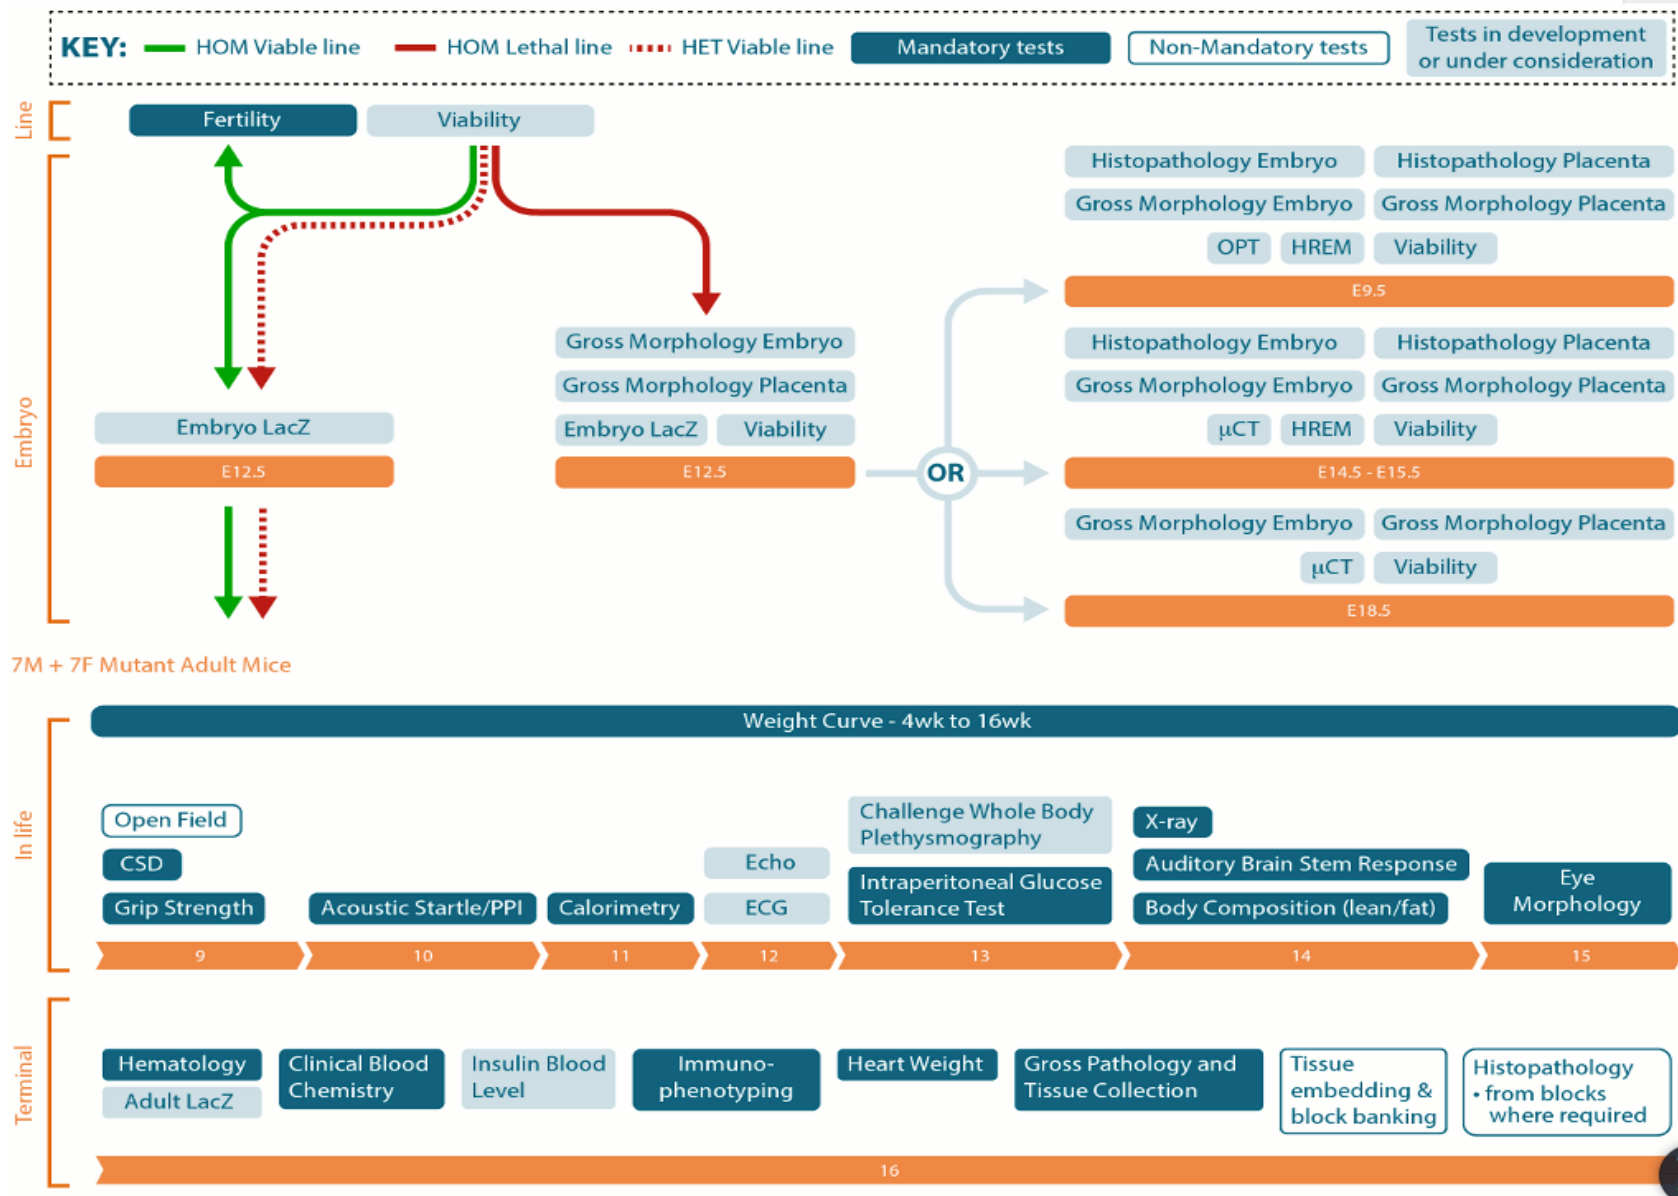 KEY:
HOM Viable line
HOM Lethal line
HET Viable line
Mandatory tests
Non-Mandatory tests
Tests in development
or under consideration
Line
Fertility
Viability
Embryo
Histopathology Embryo
Histopathology Placenta
Gross Morphology Embryo
Gross Morphology Placenta
OPT
HREM
Viability
E9.5
Gross Morphology Embryo
Gross Morphology Placenta
Embryo LacZ
Viability
E12.5
Embryo LacZ
E12.5
OR
Histopathology Embryo
Histopathology Placenta
Gross Morphology Embryo
Gross Morphology Placenta
µCT
HREM
Viability
E14.5 - E15.5
Gross Morphology Embryo
Gross Morphology Placenta
µCT
Viability
E18.5
7M + 7F Mutant Adult Mice
In life
Weight Curve - 4wk to 16wk
Open Field
CSD
Grip Strength
Acoustic Startle/PPI
Calorimetry
Echo
ECG
Challenge Whole Body
Plethysmography
Intraperitoneal Glucose
Tolerance Test
X-ray
Auditory Brain Stem Response
Body Composition (lean/fat)
Eye
Morphology
9
10
11
12
13
14
15
Terminal
Hematology
Adult LacZ
Clinical Blood
Chemistry
Insulin Blood
Level
Immuno-
phenotyping
Heart Weight
Gross Pathology and
Tissue Collection
Tissue
embedding &
block banking
Histopathology
• from blocks
where required
16